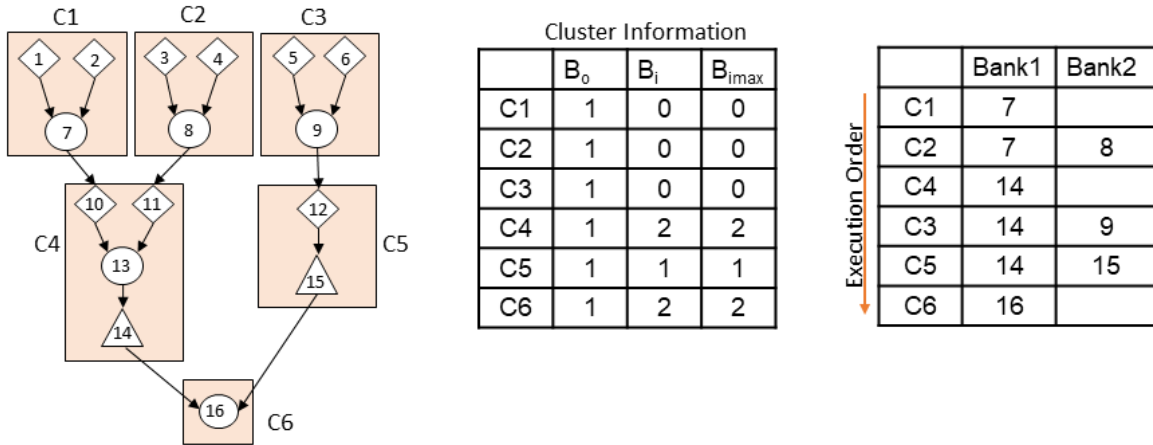 C1 C2 C3
1 2 3 4 5 6
7 8 9
10 11 12
C4 13 C5
15
14
16
C6
Cluster Information
Bo Bi Bimax
C1 1 0 0
C2 1 0 0
C3 1 0 0
C4 1 2 2
C5 1 1 1
C6 1 2 2
Execution Order
Bank1 Bank2
C1 7
C2 7 8
C4 14
C3 14 9
C5 14 15
C6 16